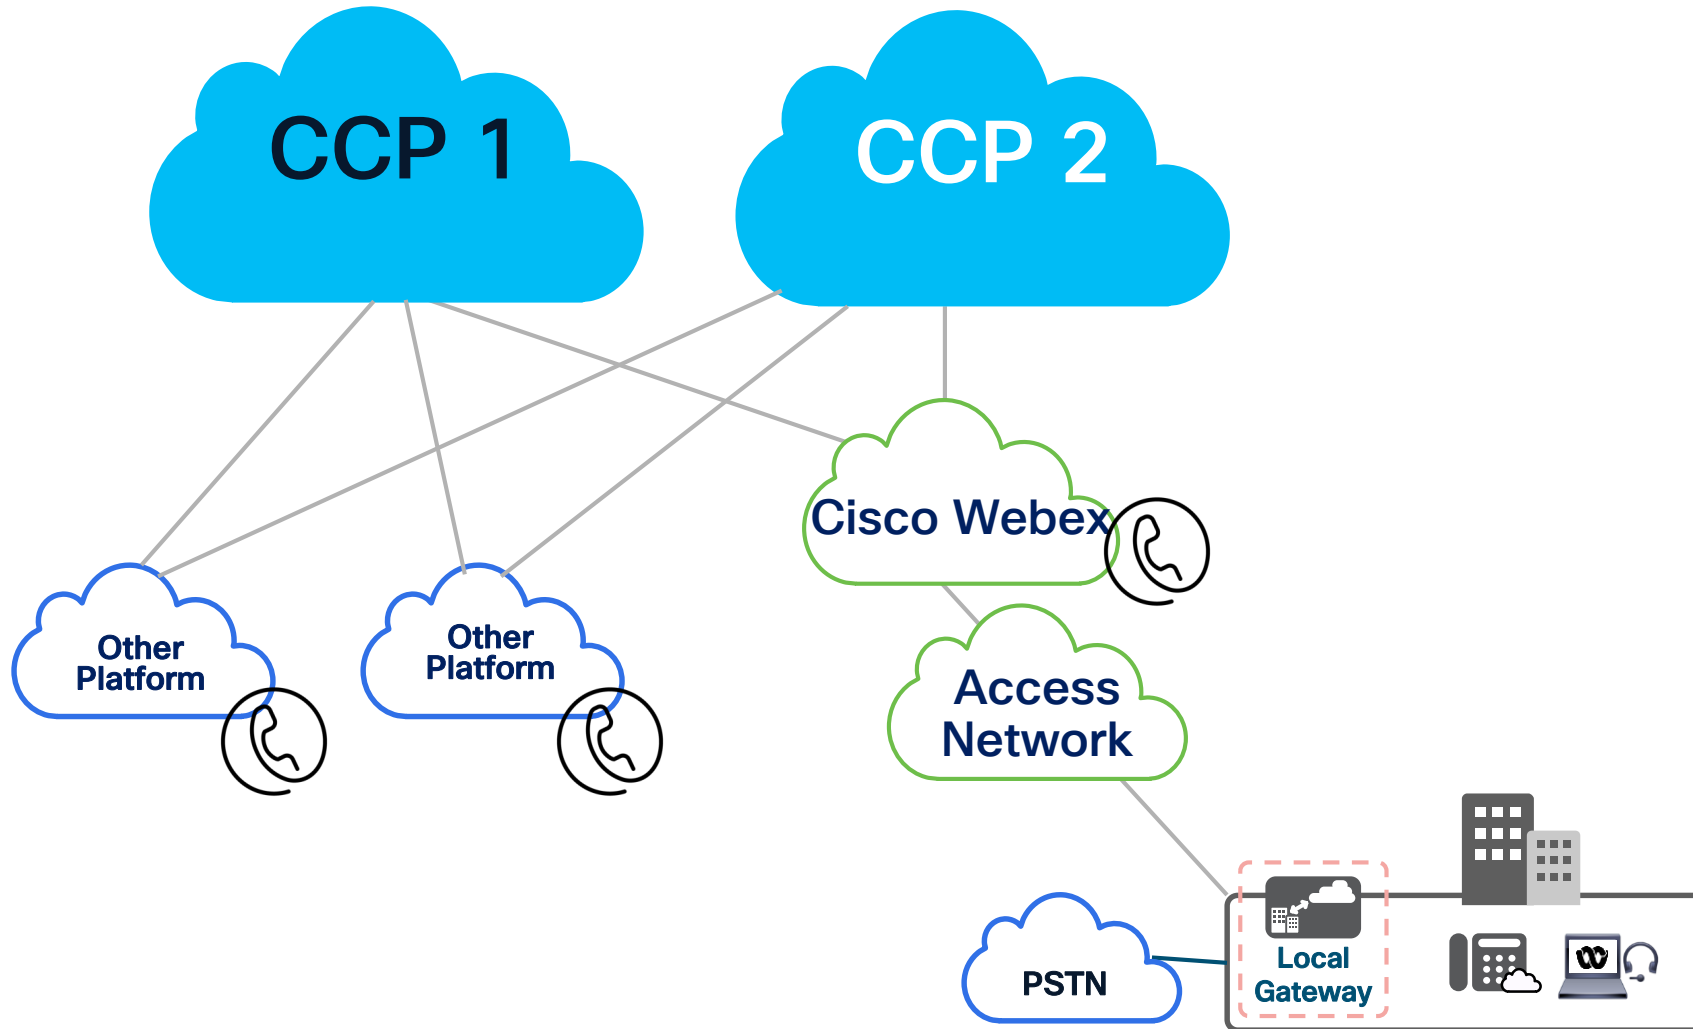 CCP 1
CCP 2
Cisco Webex
Other
Platform
Other
Platform
Access
Network
Local
Gateway
PSTN